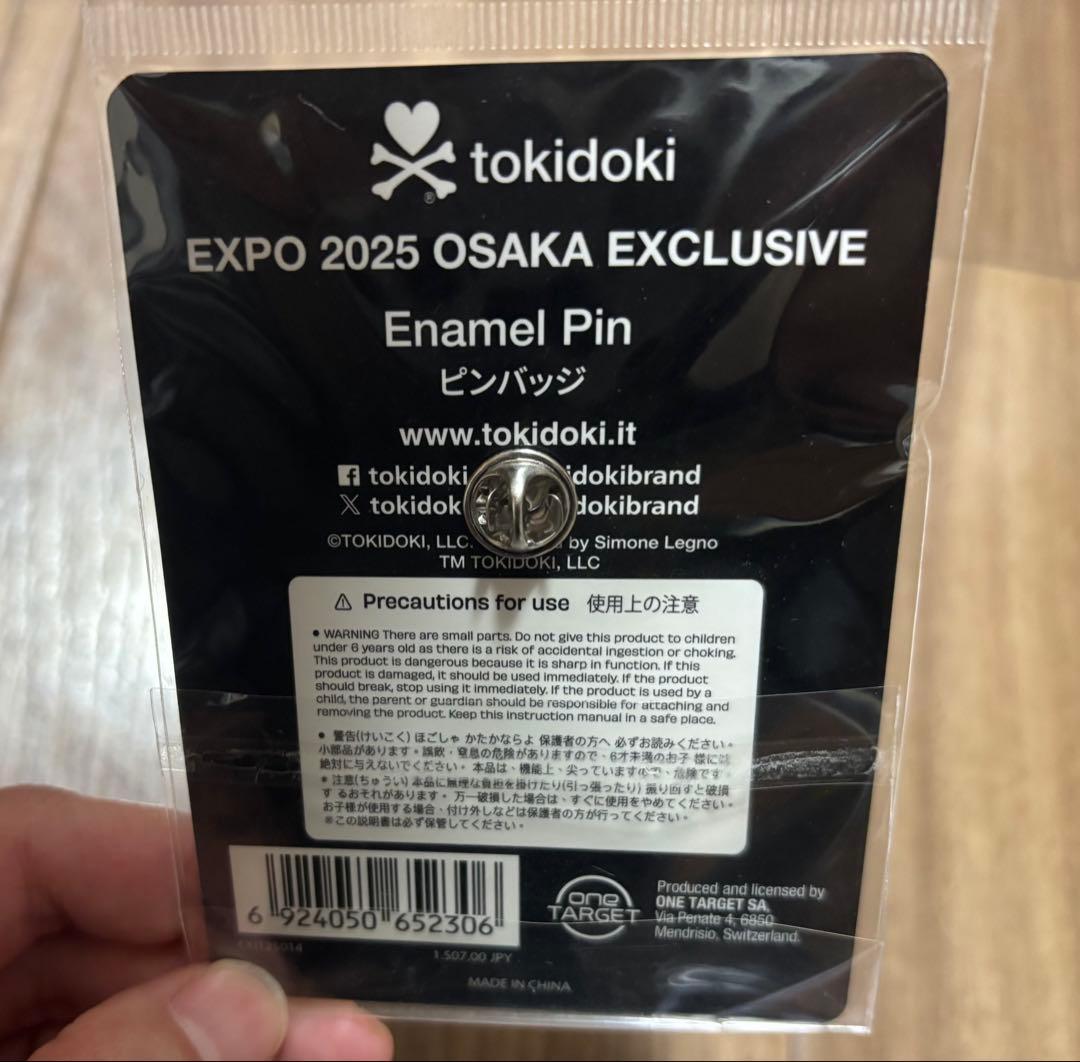 tokidoki
®
EXPO 2025 OSAKA EXCLUSIVE
Enamel Pin
ピンバッジ
www.tokidoki.it
tokidoki dokibrand
tokidok dokibrand
©TOKIDOKI, LLC. by Simone Legno
TM TOKIDOKI, LLC
⚠ Precautions for use 使用上の注意
• WARNING There are small parts. Do not give this product to children
under 6 years old as there is a risk of accidental ingestion or choking.
This product is dangerous because it is sharp in function. If this
product is damaged, it should be used immediately. If the product
should break, stop using it immediately. If the product is used by a
child, the parent or guardian should be responsible for attaching and
removing the product. Keep this instruction manual in a safe place.
• 警告(けいこく) ほごしゃ かたかならよ 保護者の方へ 必ずお読みください。
小部品があります。誤飲・窒息の危険がありますので、6才未満のお子 様には
絶対に与えないでください。 本品は、機能上、尖っていますので、危険です。
* 注意(ちゅうい) 本品に無理な負担を掛けたり(引っ張ったり) 振り回すと破損
す るおそれがあります。 万一破損した場合は、すぐに使用をやめてください。
お子様が使用する場合、付け外しなどは保護者の方が行ってください。
※この説明書は必ず保管してください。
6 924050 652306
1.507.00 JPY
MADE IN CHINA
one
TARGET
Produced and licensed by
ONE TARGET SA.
Via Penate 4, 6850
Mendrisio, Switzerland.